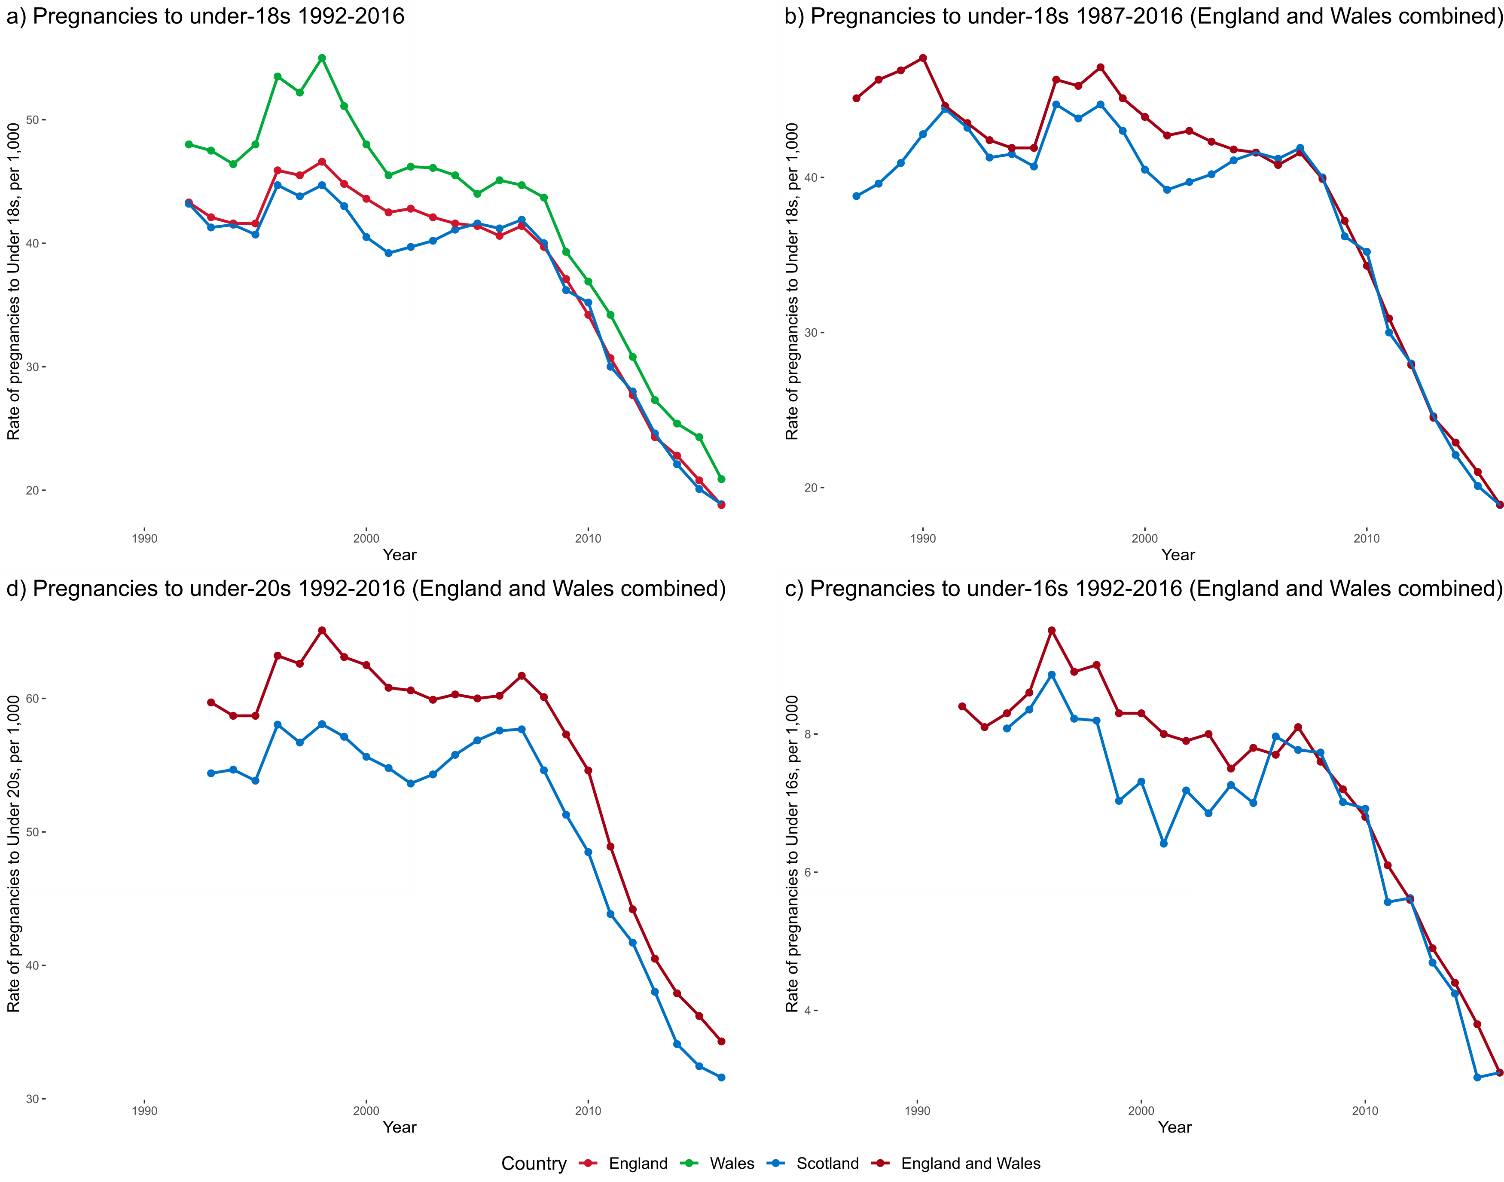 a) Pregnancies to under-18s 1992-2016
Rate of pregnancies to Under 18s, per 1,000
50
40
30
20
1990
2000
2010
Year
b) Pregnancies to under-18s 1987-2016 (England and Wales combined)
Rate of pregnancies to Under 18s, per 1,000
40
30
20
1990
2000
2010
Year
d) Pregnancies to under-20s 1992-2016 (England and Wales combined)
Rate of pregnancies to Under 20s, per 1,000
60
50
40
30
1990
2000
2010
Year
c) Pregnancies to under-16s 1992-2016 (England and Wales combined)
Rate of pregnancies to Under 16s, per 1,000
8
6
4
1990
2000
2010
Year
Country England Wales Scotland England and Wales